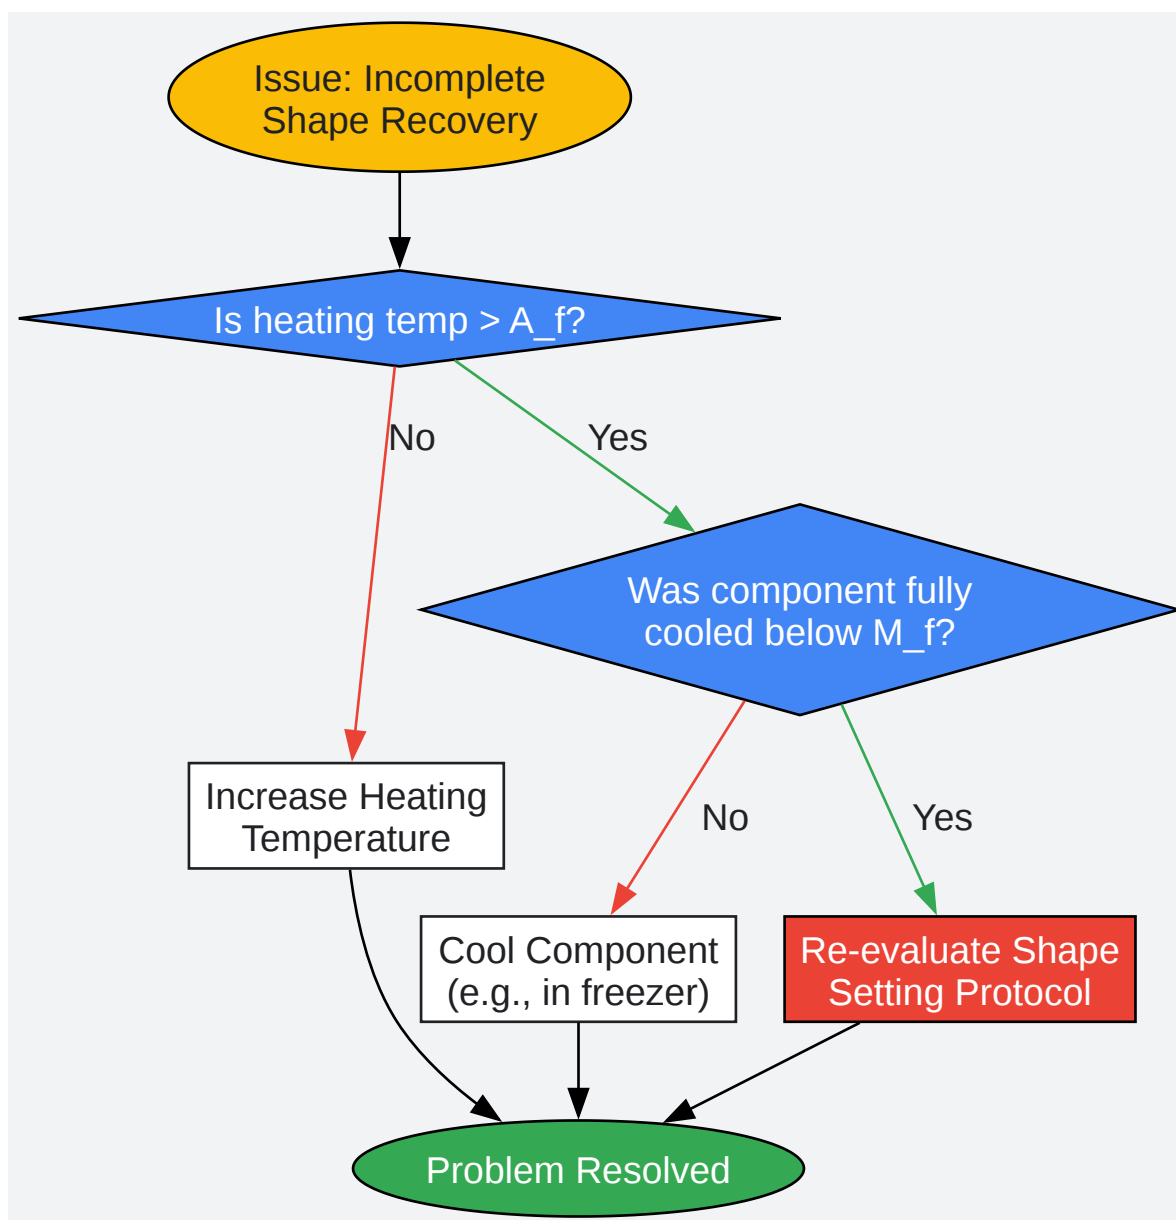 Issue: Incomplete
Shape Recovery
Is heating temp > A_f?
No
Yes
Was component fully
cooled below M_f?
Increase Heating
Temperature
No
Yes
Cool Component
(e.g., in freezer)
Re-evaluate Shape
Setting Protocol
Problem Resolved